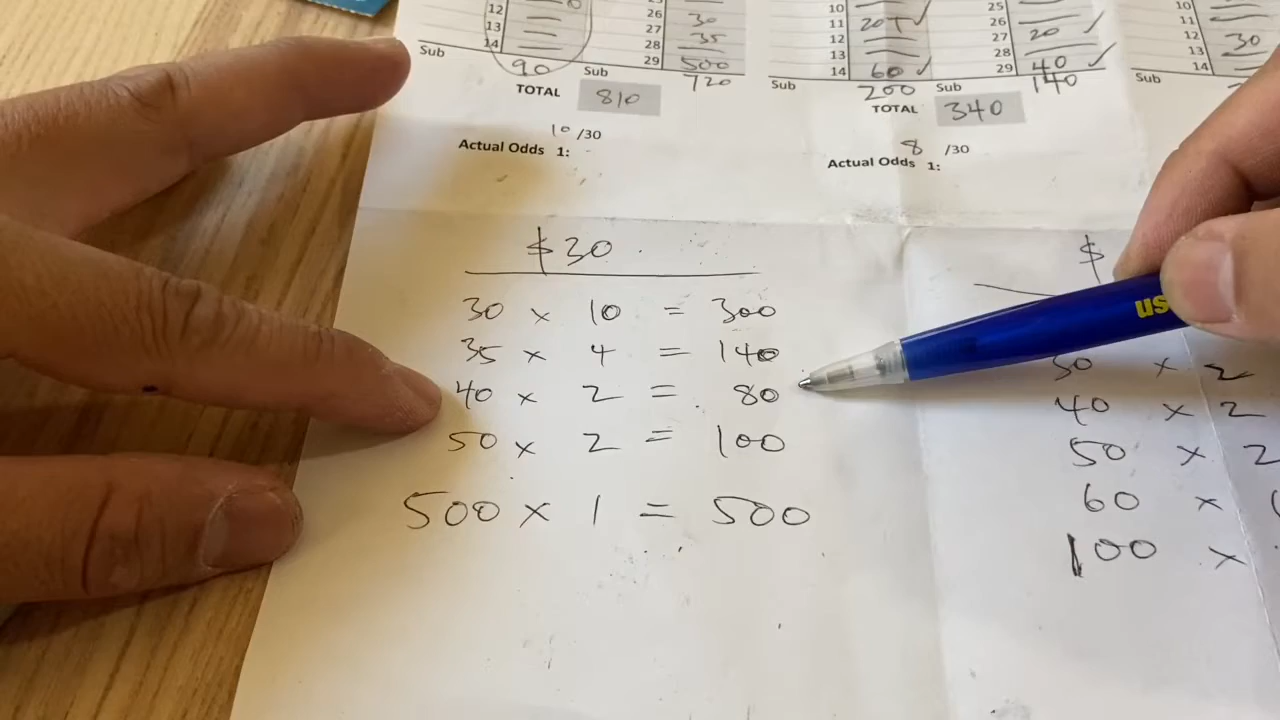 12
13
14
Sub
90
26
27 30
28 35
29 500
Sub 720
TOTAL 810
10 /30
Actual Odds 1:
10
11 20T ✓
12
13
14 60 ✓
Sub 200
25
26
27 20 ✓
28
29 40 ✓
Sub 140
TOTAL 340
8 /30
Actual Odds 1:
10
11
12 30
13
14
Sub
$30
30 x 10 = 300
35 x 4 = 140
40 x 2 = 80
50 x 2 = 100
500 x 1 = 500
$
x 2
40 x 2
50 x 2
60 x
100 x